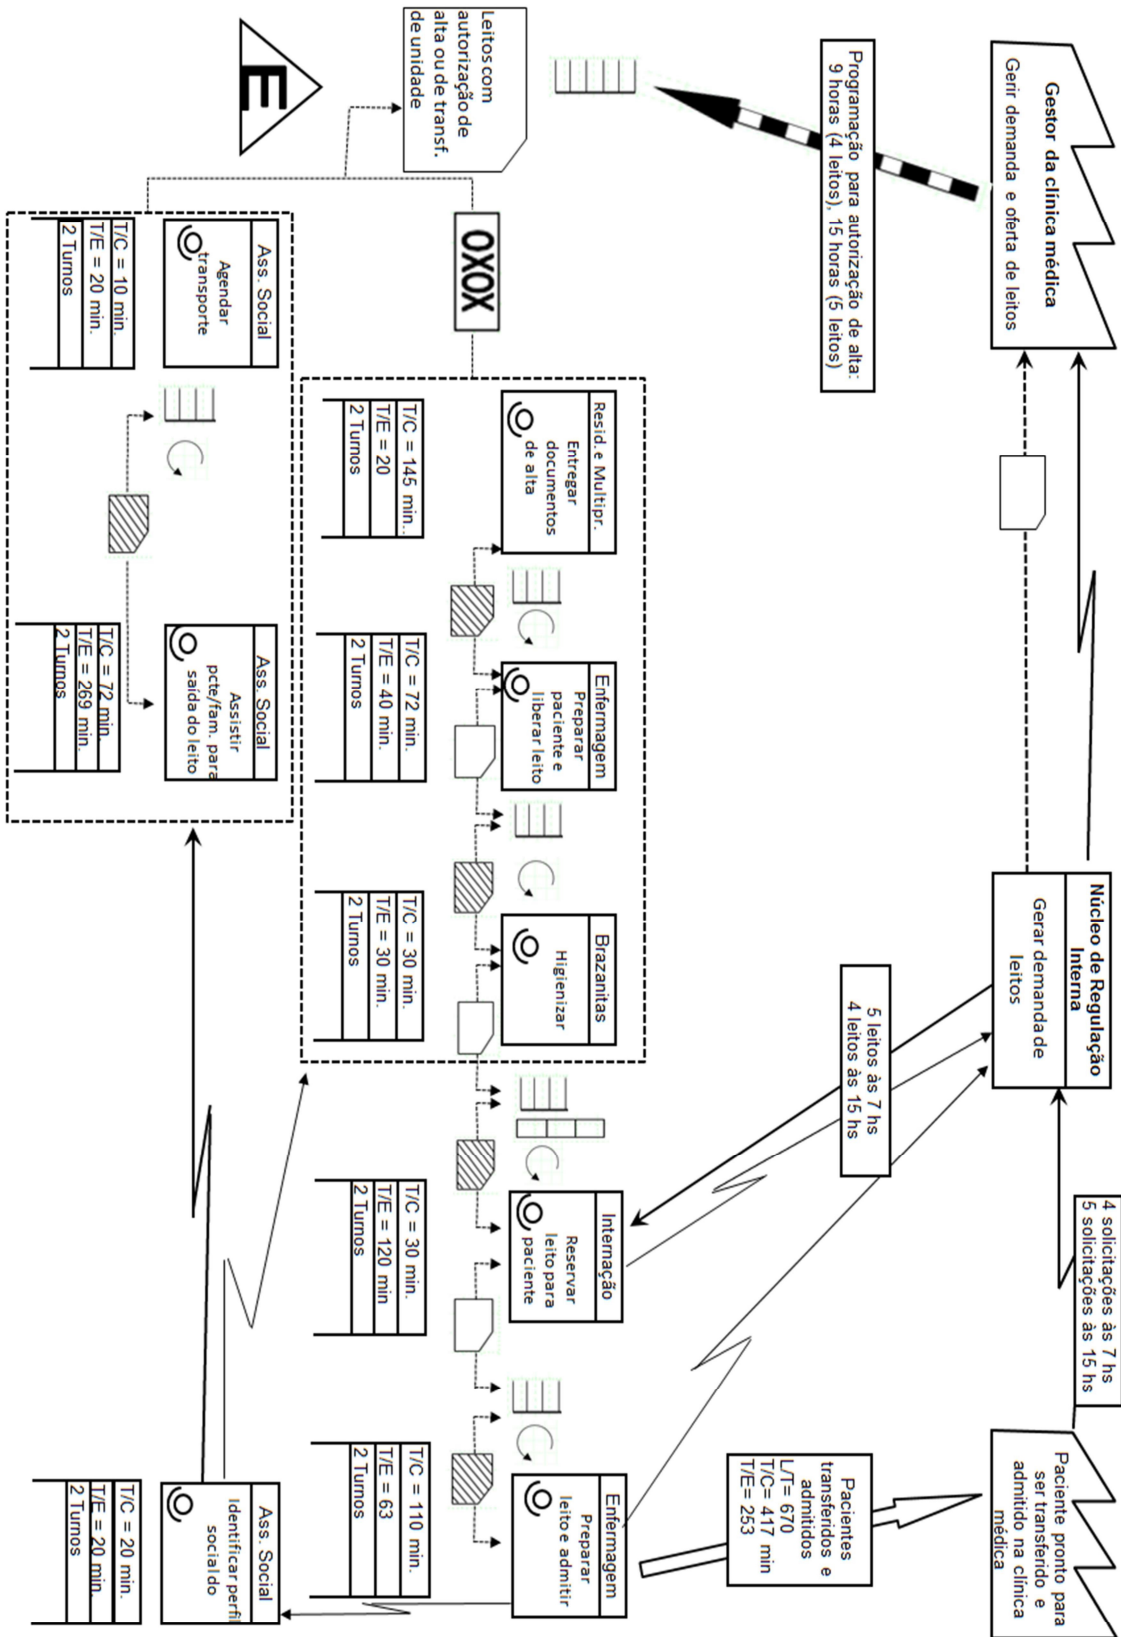 Gestor da clínica médica
Gerir demanda e oferta de leitos
Núcleo de Regulação
Interna
Gerar demanda de
leitos
4 solicitações às 7 hs
5 solicitações às 15 hs
Paciente pronto para
ser transferido e
admitido na clínica
médica
Programação para autorização de alta:
9 horas (4 leitos), 15 horas (5 leitos)
5 leitos às 7 hs
4 leitos às 15 hs
Pacientes
transferidos e
admitidos
L/T= 670
T/C= 417 min
T/E= 253
Leitos com
autorização de
alta ou de transf.
de unidade
E
OXOX
Resid. e Multipr.
Entregar
documentos
de alta
T/C = 145 min..
T/E = 20
2 Turnos
Enfermagem
Preparar
paciente e
liberar leito
T/C = 72 min.
T/E = 40 min.
2 Turnos
Brazanitas
Higienizar
T/C = 30 min.
T/E = 30 min.
2 Turnos
Internação
Reservar
leito para
paciente
T/C = 30 min.
T/E = 120 min
2 Turnos
Enfermagem
Preparar
leito e admitir
T/C = 110 min.
T/E = 63
2 Turnos
Ass. Social
Agendar
transporte
T/C = 10 min.
T/E = 20 min.
2 Turnos
Ass. Social
Assistir
pcte/fam. para
saída do leito
T/C = 72 min.
T/E = 269 min.
2 Turnos
Ass. Social
Identificar perfil
social do
T/C = 20 min.
T/E = 20 min.
2 Turnos